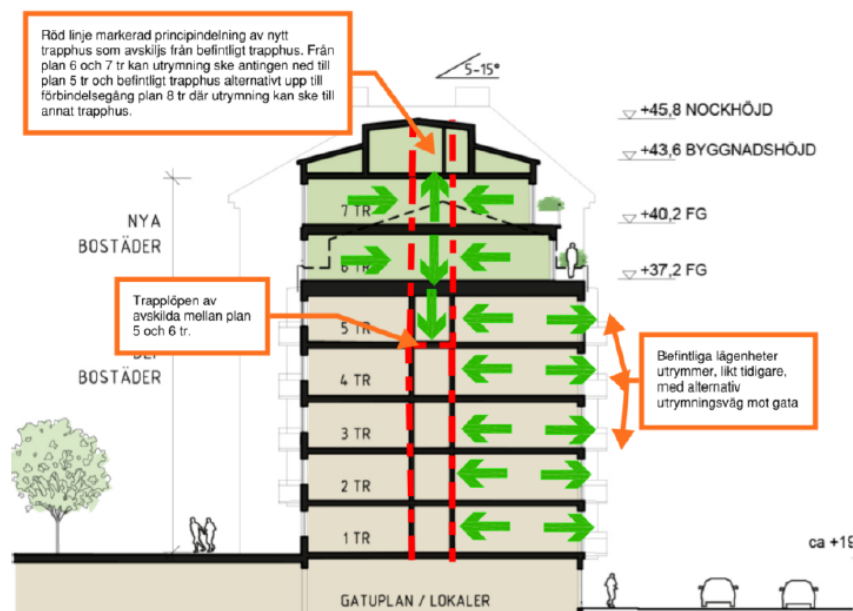 Röd linje markerad principindelning av nytt
trapphus som avskiljs från befintligt trapphus. Från
plan 6 och 7 tr kan utrymning ske antingen ned till
plan 5 tr och befintligt trapphus alternativt upp till
förbindelsegång plan 8 tr där utrymning kan ske till
annat trapphus.
5-15°
+45,8 NOCKHÖJD
+43,6 BYGGNADSHÖJD
7 TR
+40,2 FG
NYA
BOSTÄDER
6 TR
+37,2 FG
Trapplöpen av
avskilda mellan plan
5 och 6 tr.
5 TR
BOSTÄDER
Befintliga lägenheter
utrymmer, likt tidigare,
med alternativ
utrymningsväg mot gata
4 TR
3 TR
2 TR
1 TR
ca +19
GATUPLAN / LOKALER